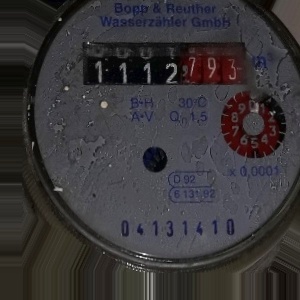 Bopp & Reuther
Wasserzähler GmbH
1112793 m
B-H 30°C
A-V Qn 1,5
x 0,0001
04131410